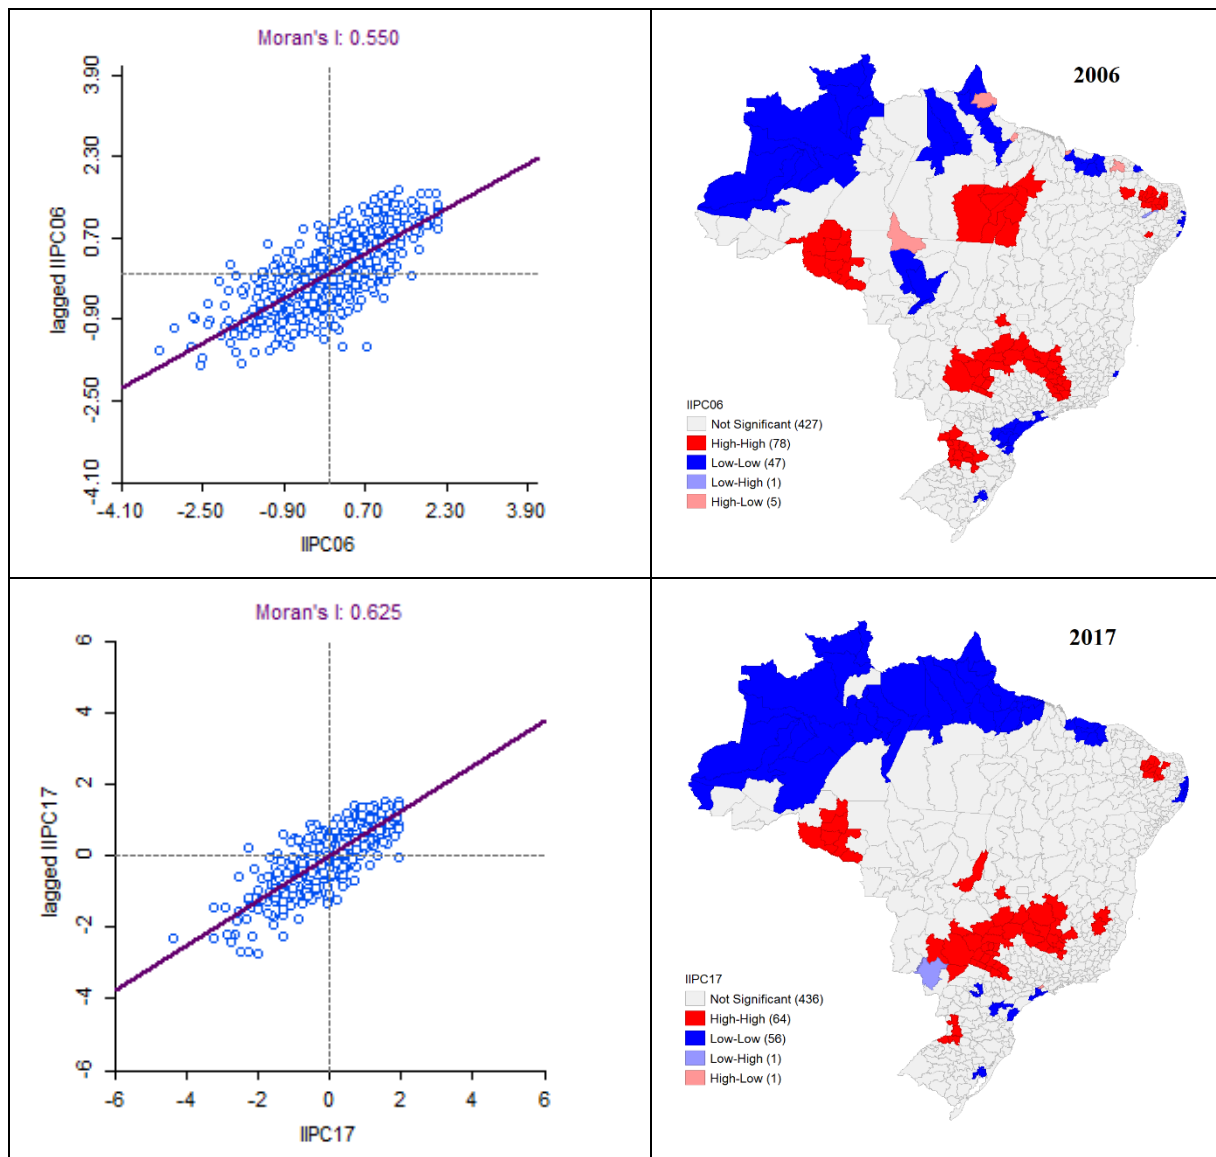 Moran's I: 0.550
3.90
2.30
0.70
-0.90
-2.50
-4.10
lagged IIPC06
-4.10 -2.50 -0.90 0.70 2.30 3.90
IIPC06
2006
IIPC06
Not Significant (427)
High-High (78)
Low-Low (47)
Low-High (1)
High-Low (5)
Moran's I: 0.625
6
4
2
0
-2
-4
-6
lagged IIPC17
-6 -4 -2 0 2 4 6
IIPC17
2017
IIPC17
Not Significant (436)
High-High (64)
Low-Low (56)
Low-High (1)
High-Low (1)